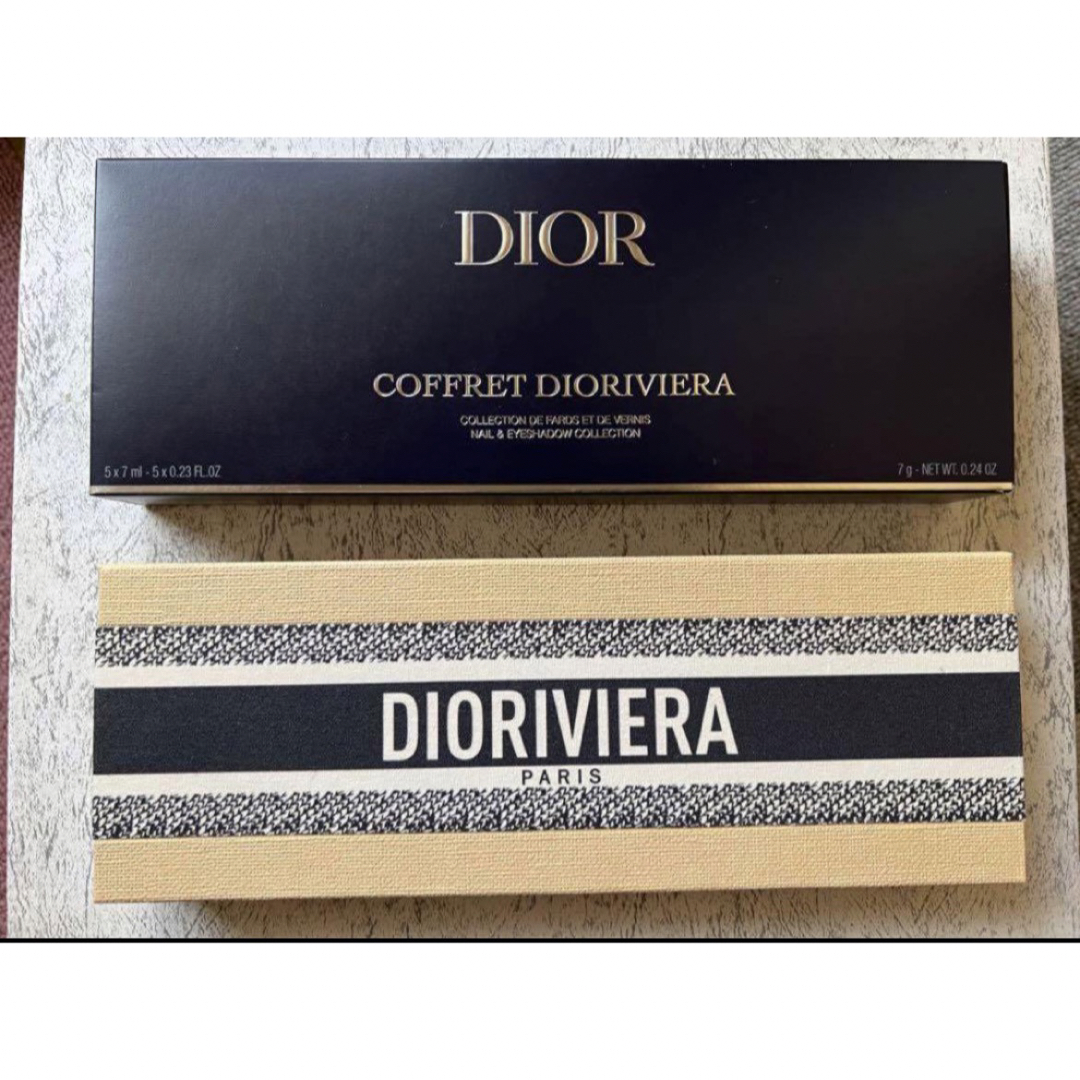 DIOR
COFFRET DIORIVIERA
COLLECTION DE FARDS ET DE VERNIS
NAIL & EYESHADOW COLLECTION
5 x 7 ml - 5 x 0.23 FL.OZ
7 g - NET WT. 0.24 OZ
DIORIVIERA
PARIS